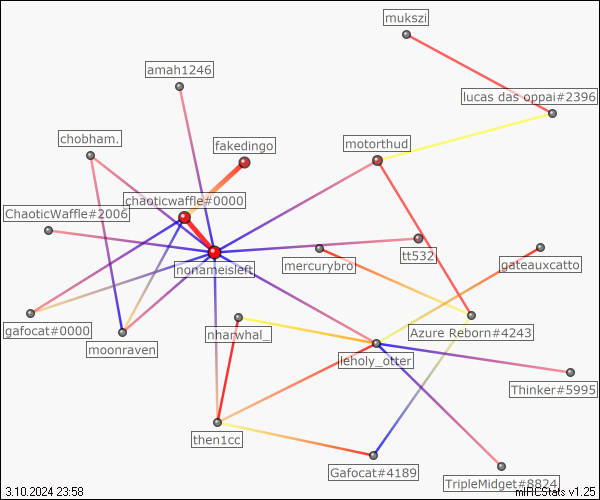 mukszi
amah1246
lucas das oppai#2396
chobham.
fakedingo
motorthud
chaoticwaffle#0000
ChaoticWaffle#2006
tt532
nonameisleft
mercurybro
gateauxcatto
gafocat#0000
moonraven
nharwhal_
Azure Reborn#4243
leholy_otter
Thinker#5995
then1cc
Gafocat#4189
TripleMidget#8824
3.10.2024 23:58
mIRCStats v1.25